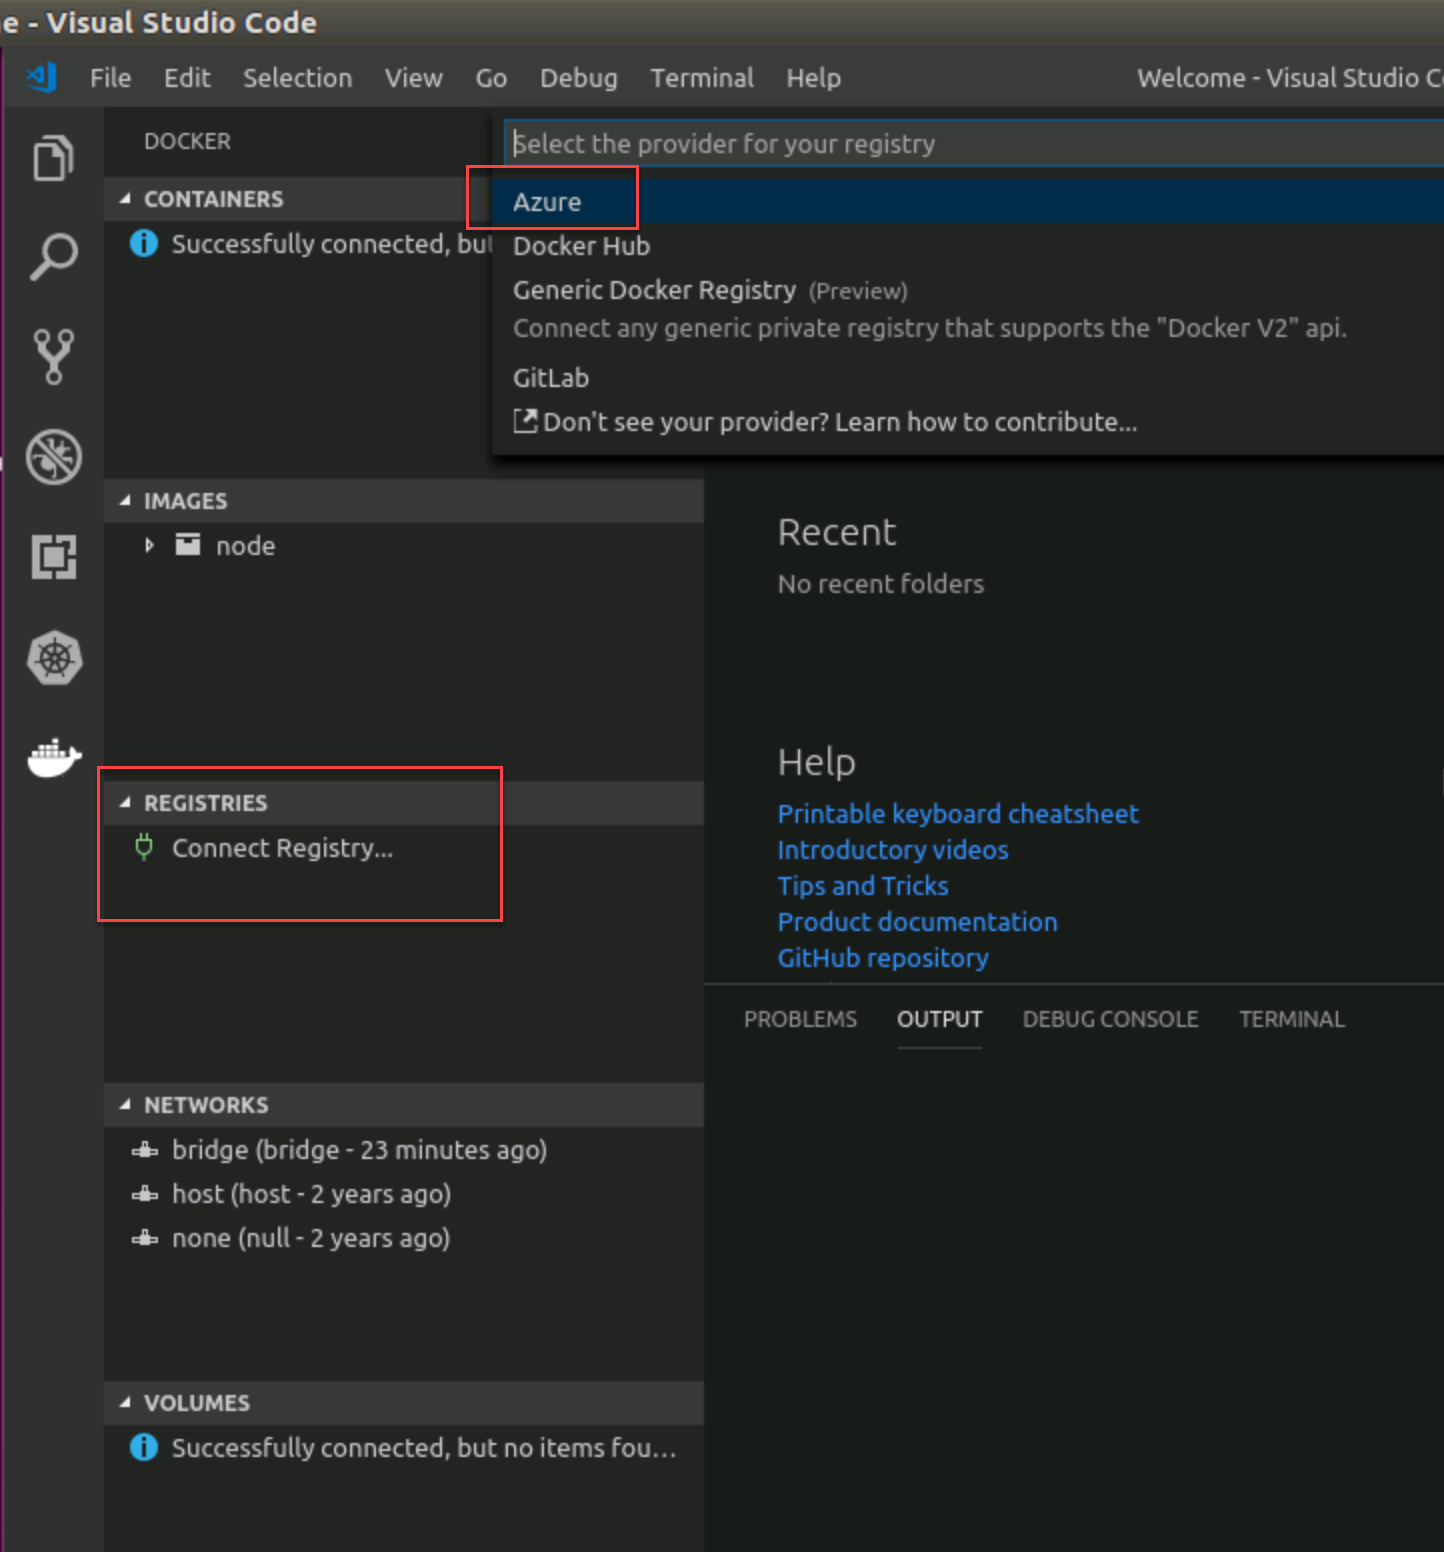 e - Visual Studio Code
File Edit Selection View Go Debug Terminal Help Welcome - Visual Studio
DOCKER
Select the provider for your registry
Azure
Docker Hub
Generic Docker Registry (Preview)
Connect any generic private registry that supports the "Docker V2" api.
GitLab
Don't see your provider? Learn how to contribute...
CONTAINERS
Successfully connected, but
IMAGES
node
REGISTRIES
Connect Registry...
NETWORKS
bridge (bridge - 23 minutes ago)
host (host - 2 years ago)
none (null - 2 years ago)
VOLUMES
Successfully connected, but no items fou...
Recent
No recent folders
Help
Printable keyboard cheatsheet
Introductory videos
Tips and Tricks
Product documentation
GitHub repository
PROBLEMS OUTPUT DEBUG CONSOLE TERMINAL